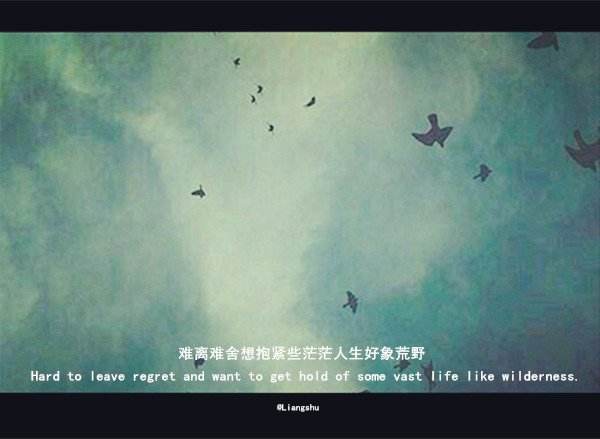 难离难舍想抱紧些茫茫人生好象荒野
Hard to leave regret and want to get hold of some vast life like wilderness.
@Liangshu